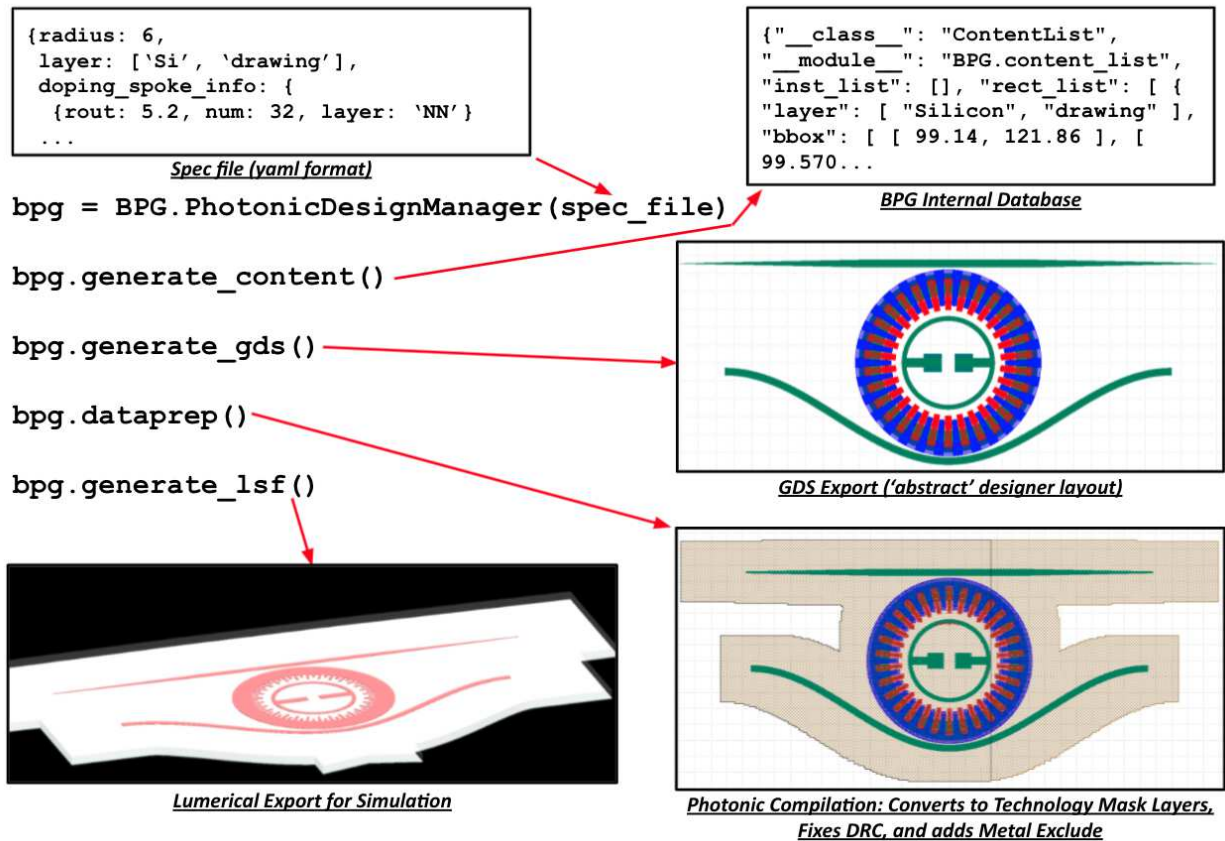 {radius: 6,
layer: [‘Si’, ‘drawing’],
doping_spoke_info: {
{rout: 5.2, num: 32, layer: ‘NN’}
...
Spec file (yaml format)
{"__class__": "ContentList",
"__module__": "BPG.content_list",
"inst_list": [], "rect_list": [ {
"layer": [ "Silicon", "drawing" ],
"bbox": [ [ 99.14, 121.86 ], [
99.570...
BPG Internal Database
bpg = BPG.PhotonicDesignManager(spec_file)
bpg.generate_content()
bpg.generate_gds()
bpg.dataprep()
bpg.generate_lsf()
GDS Export (‘abstract’ designer layout)
Lumerical Export for Simulation
Photonic Compilation: Converts to Technology Mask Layers,
Fixes DRC, and adds Metal Exclude